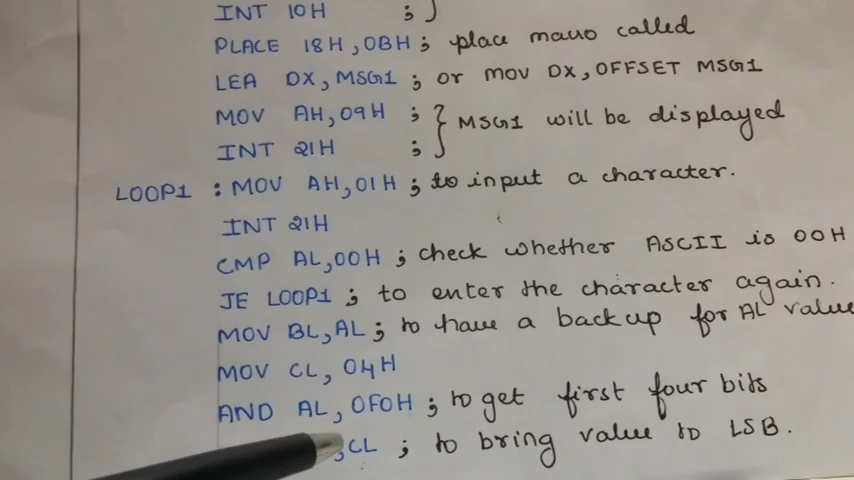 INT 10H ;
PLACE 18H,0BH ; place mauo called
LEA DX,MSG1 ; or mov DX,OFFSET MSG1
MOV AH,09H ; } MSG1 will be displayed
INT 21H ;
LOOP1 : MOV AH,01H ; to input a character.
INT 21H
CMP AL,00H ; check whether ASCII is 00H
JE LOOP1 ; to enter the character again.
MOV BL,AL ; to have a backup for AL value
MOV CL,04H
AND AL,0F0H ; to get first four bits
,CL ; to bring value to LSB.